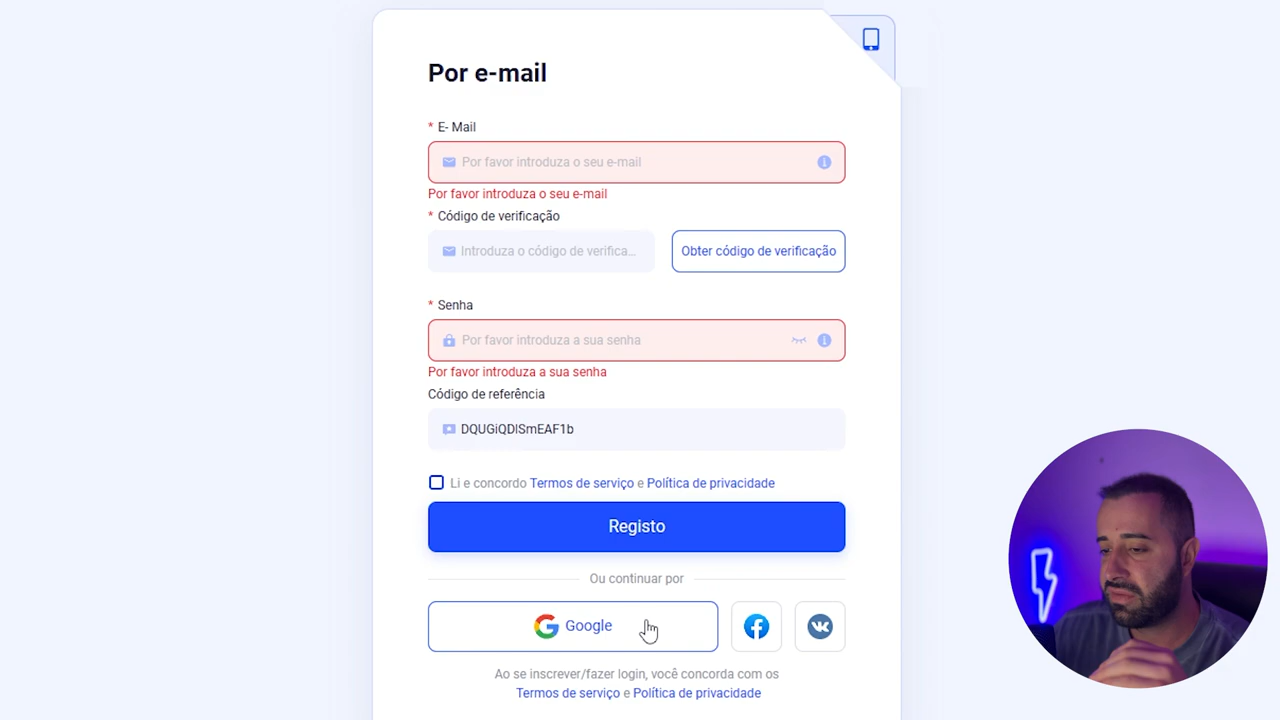 Por e-mail
* E- Mail
Por favor introduza o seu e-mail
Por favor introduza o seu e-mail
* Código de verificação
Introduza o código de verifica...
Obter código de verificação
* Senha
Por favor introduza a sua senha
Por favor introduza a sua senha
Código de referência
DQUGiQDlSmEAF1b
Li e concordo Termos de serviço e Política de privacidade
Registo
Ou continuar por
Google
Ao se inscrever/fazer login, você concorda com os
Termos de serviço e Política de privacidade